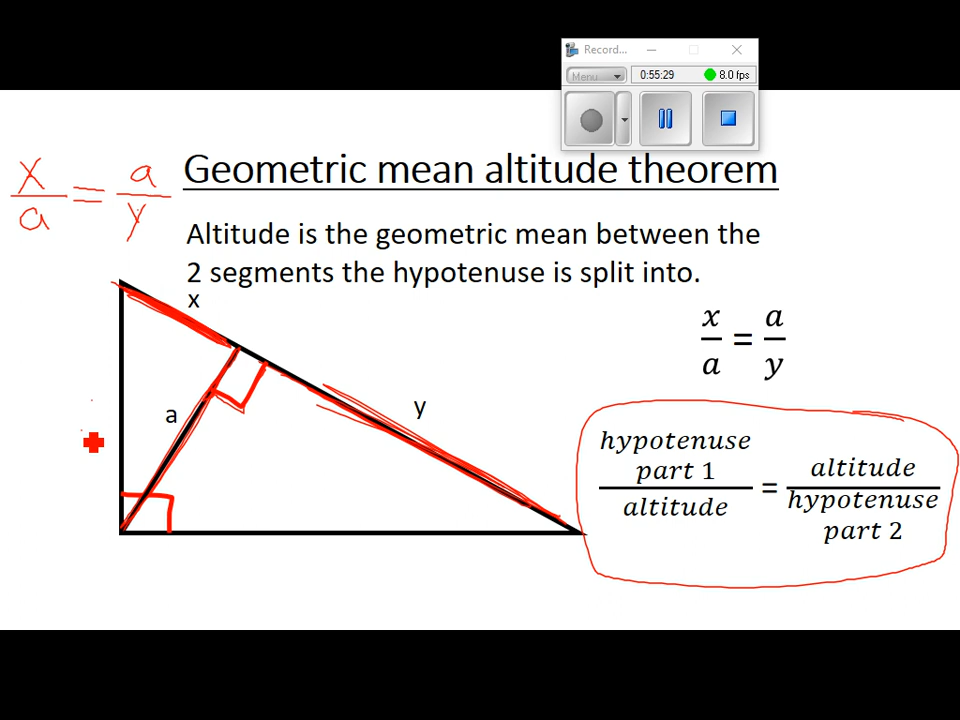 Record...
Menu
0:55:29
8.0 fps
x/a = a/y
Geometric mean altitude theorem
Altitude is the geometric mean between the
2 segments the hypotenuse is split into.
x
x/a = a/y
a
y
hypotenuse
part 1
altitude
=
altitude
hypotenuse
part 2